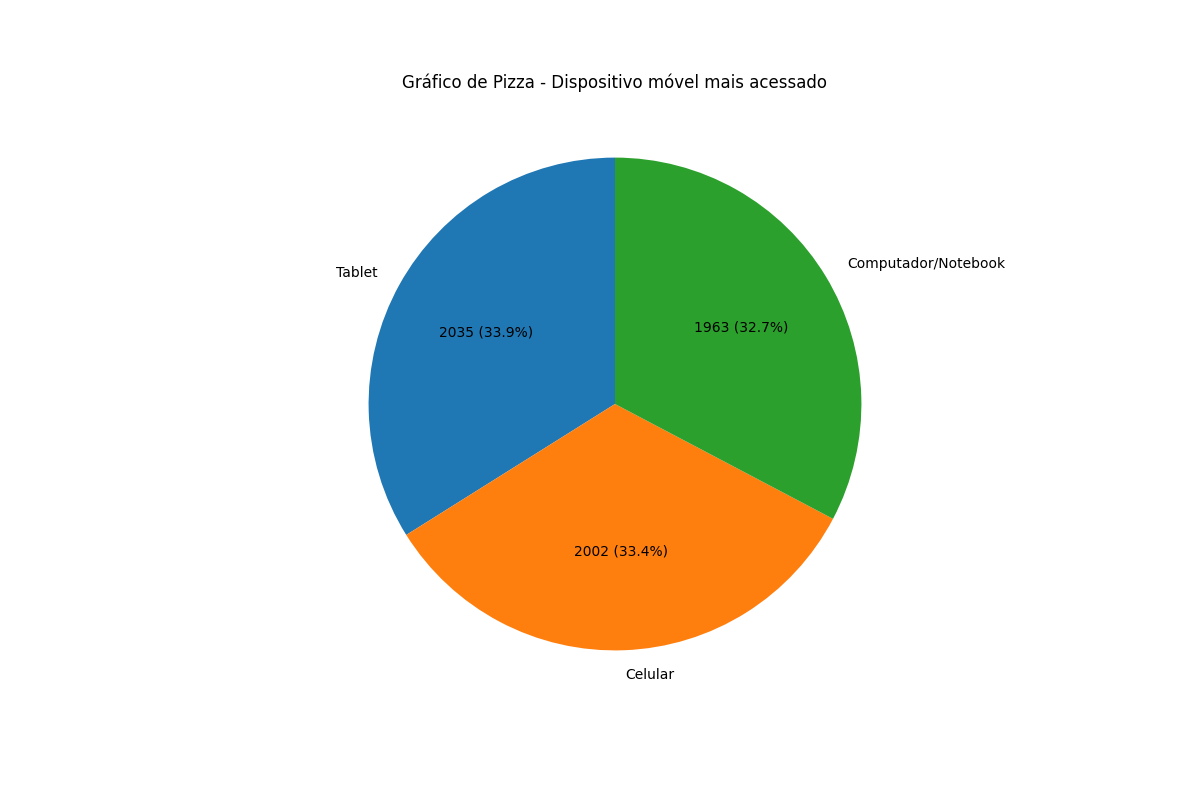 Gráfico de Pizza - Dispositivo móvel mais acessado
Computador/Notebook
Tablet
1963 (32.7%)
2035 (33.9%)
2002 (33.4%)
Celular